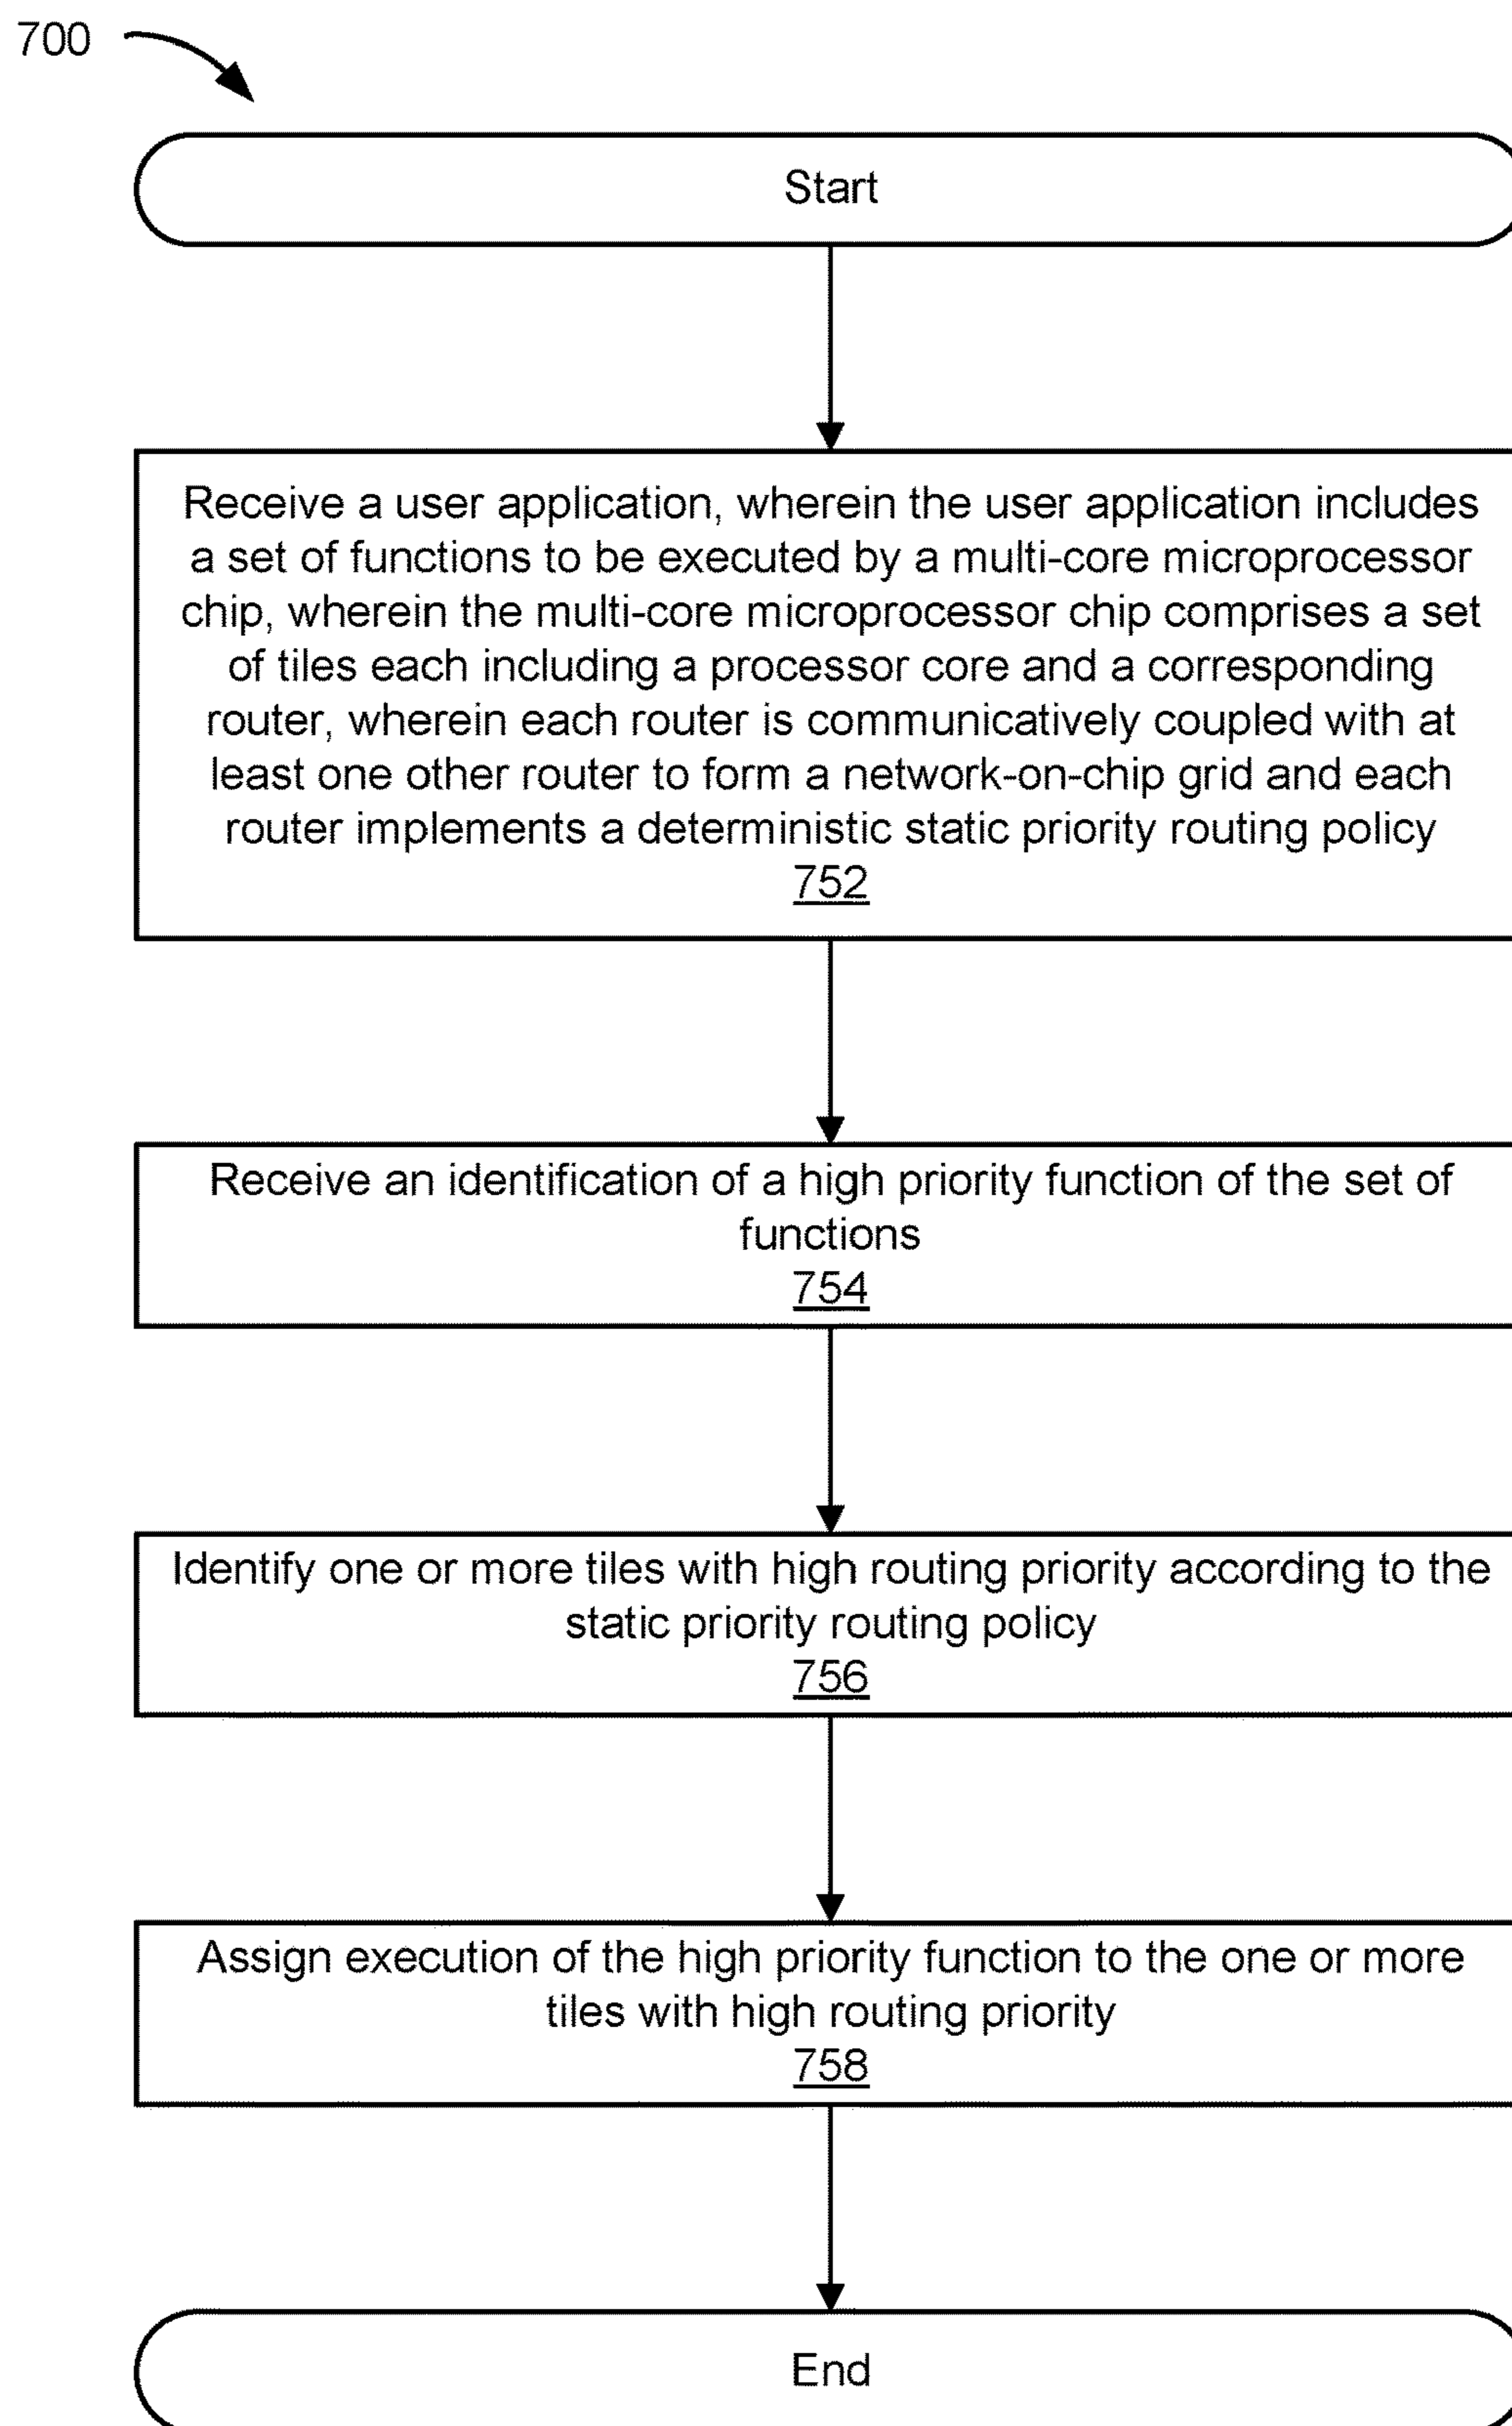 700
Start
Receive a user application, wherein the user application includes
a set of functions to be executed by a multi-core microprocessor
chip, wherein the multi-core microprocessor chip comprises a set
of tiles each including a processor core and a corresponding
router, wherein each router is communicatively coupled with at
least one other router to form a network-on-chip grid and each
router implements a deterministic static priority routing policy
752
Receive an identification of a high priority function of the set of
functions
754
Identify one or more tiles with high routing priority according to the
static priority routing policy
756
Assign execution of the high priority function to the one or more
tiles with high routing priority
758
End